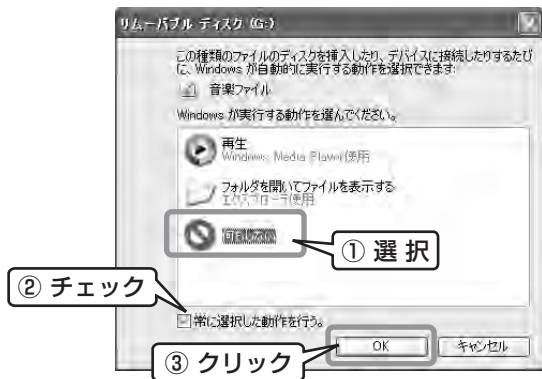 リムーバブル ディスク (G:)
この種類のファイルのディスクを挿入したり、デバイスに接続したりするたび
に、Windows が自動的に実行する動作を選択できます:
音楽ファイル
Windows が実行する動作を選んでください。
再生
Windows Media Player 使用
フォルダを開いてファイルを表示する
エクスプローラ使用
何もしない
① 選 択
② チェック
常に選択した動作を行う。
③ クリック
OK
キャンセル